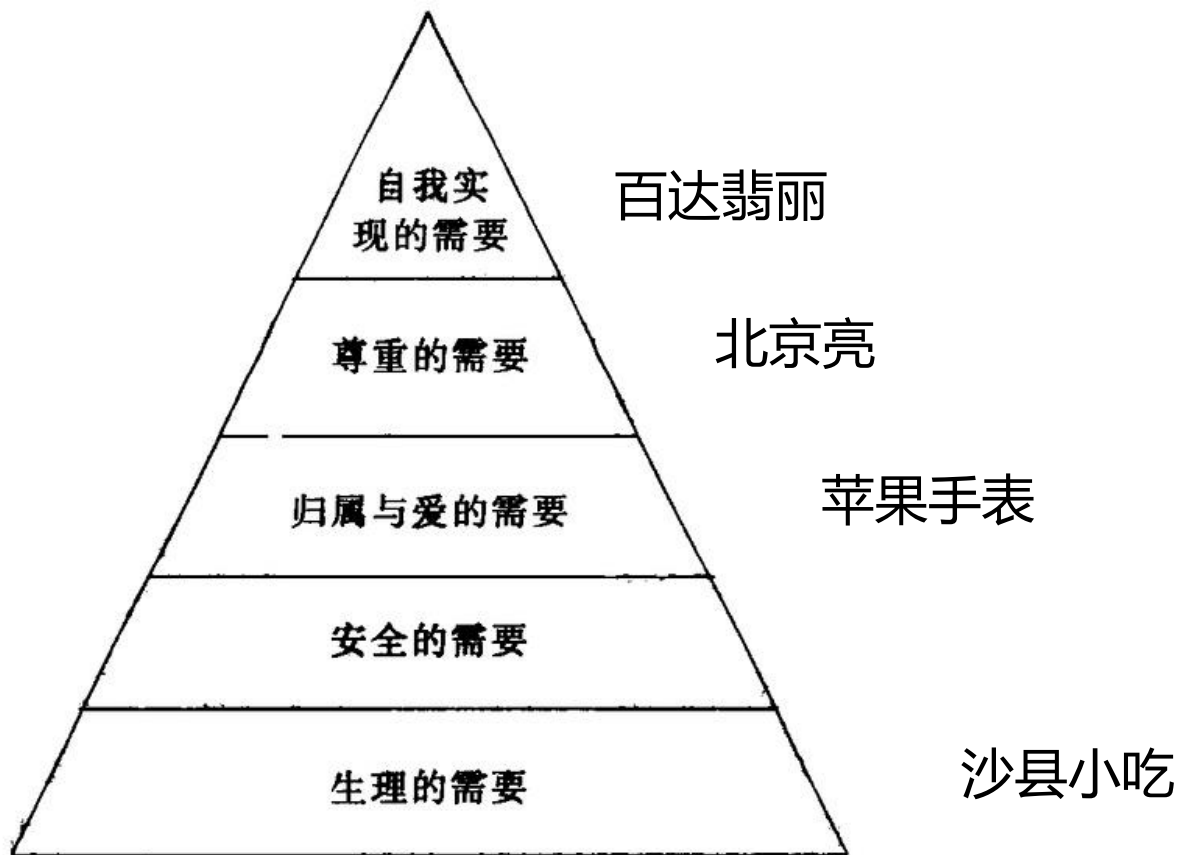 自我实
现的需要
百达翡丽
尊重的需要
北京亮
归属与爱的需要
苹果手表
安全的需要
生理的需要
沙县小吃